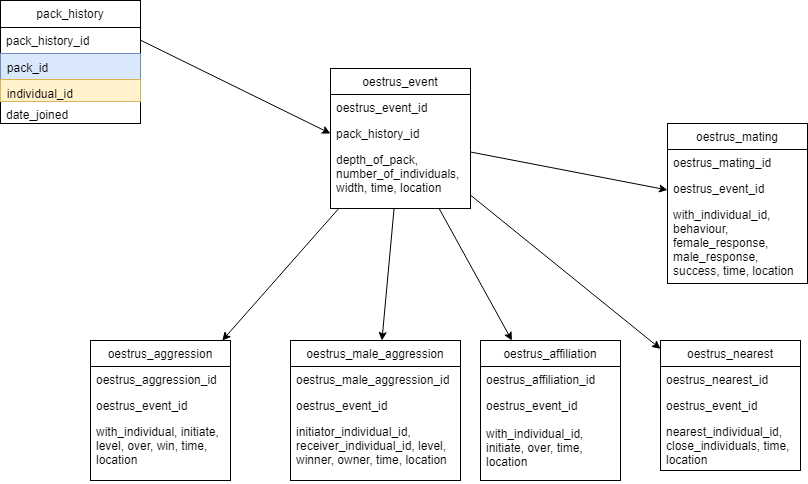 pack_history
pack_history_id
pack_id
individual_id
date_joined
oestrus_event
oestrus_event_id
pack_history_id
depth_of_pack,
number_of_individuals,
width, time, location
oestrus_mating
oestrus_mating_id
oestrus_event_id
with_individual_id,
behaviour,
female_response,
male_response,
success, time, location
oestrus_aggression
oestrus_aggression_id
oestrus_event_id
with_individual, initiate,
level, over, win, time,
location
oestrus_male_aggression
oestrus_male_aggression_id
oestrus_event_id
initiator_individual_id,
receiver_individual_id, level,
winner, owner, time, location
oestrus_affiliation
oestrus_affiliation_id
oestrus_event_id
with_individual_id,
initiate, over, time,
location
oestrus_nearest
oestrus_nearest_id
oestrus_event_id
nearest_individual_id,
close_individuals, time,
location